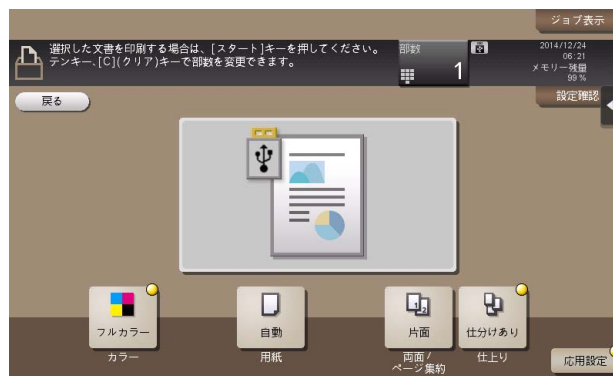 ジョブ表示
選択した文書を印刷する場合は、[スタート]キーを押してください。
テンキー、[C](クリア)キーで部数を変更できます。
部数
1
2014/12/24
06:21
メモリー残量
99 %
戻る
設定確認
フルカラー
自動
1 2
片面
仕分けあり
カラー
用紙
両面/
ページ集約
仕上り
応用設定